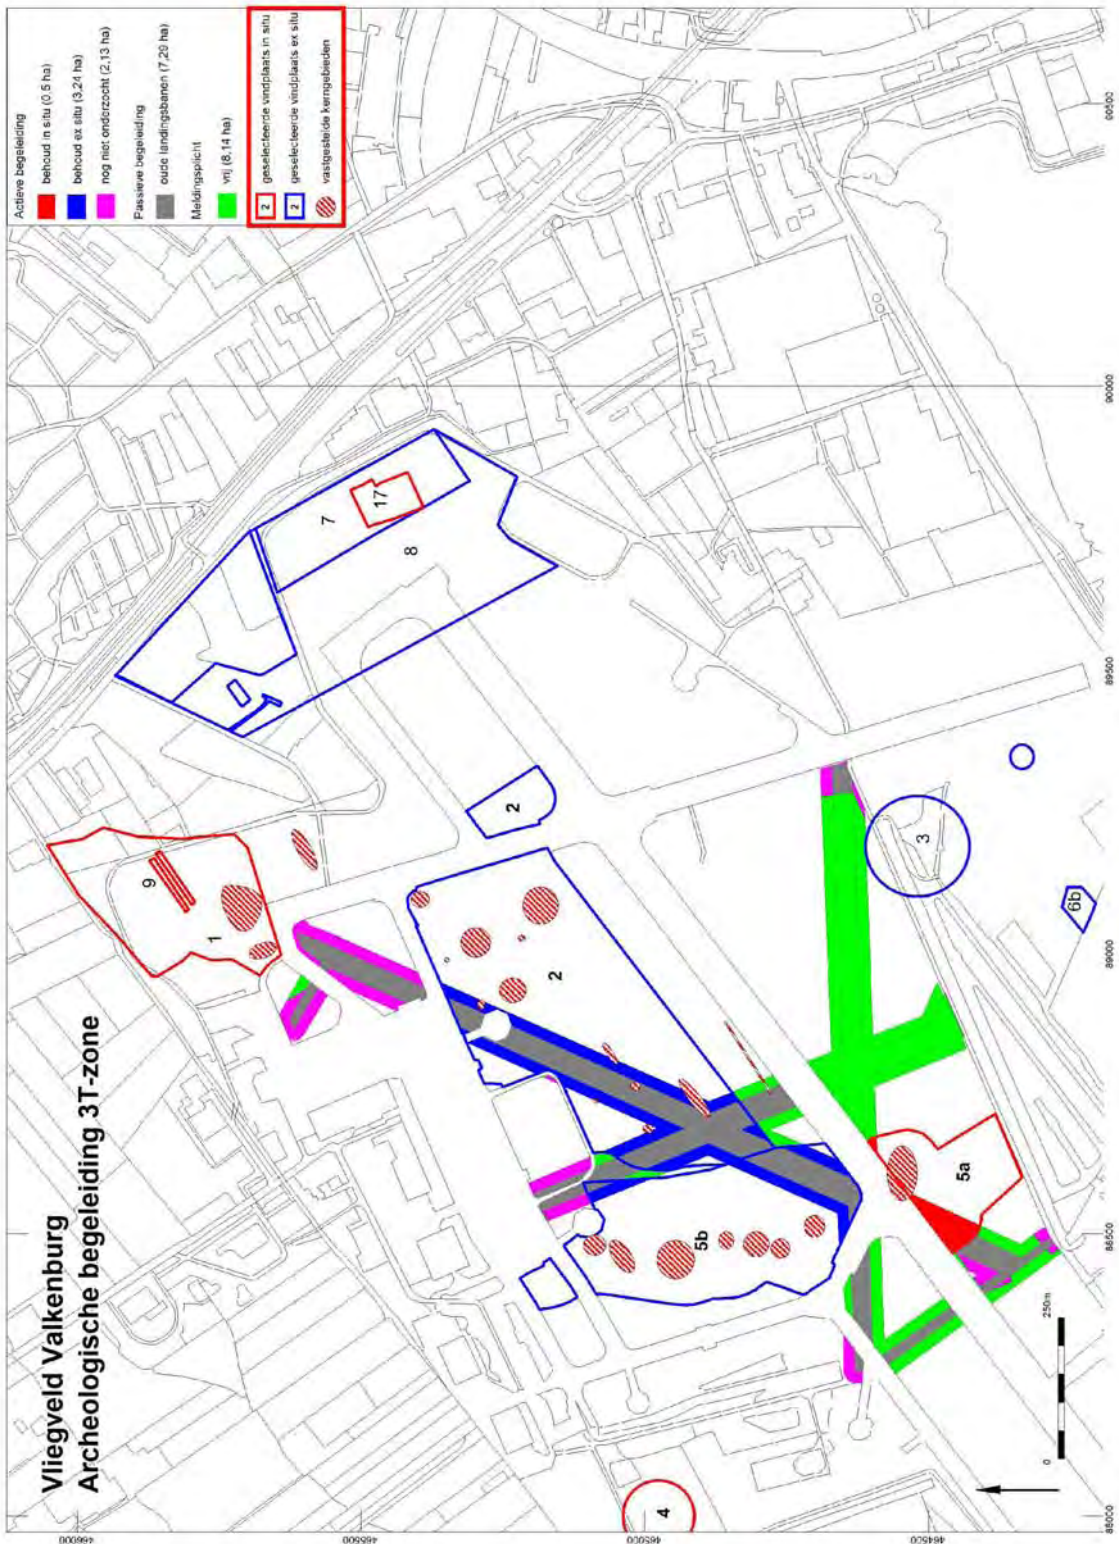 Vliegveld Valkenburg
Archeologische begeleiding 3T-zone
Actieve begeleiding
behoud in situ (0,5 ha)
behoud ex situ (3,24 ha)
nog niet onderzocht (2,13 ha)
Passieve begeleiding
oude landingsbanen (7,29 ha)
Meldingsplicht
vrij (8,14 ha)
2 geselecteerde vindplaats in situ
2 geselecteerde vindplaats ex situ
vastgestelde kerngebieden
9
1
7
17
8
2
2
3
6b
5b
5a
4
0
250m
466000
465500
465000
464500
88000
88500
89000
89500
90000
90500